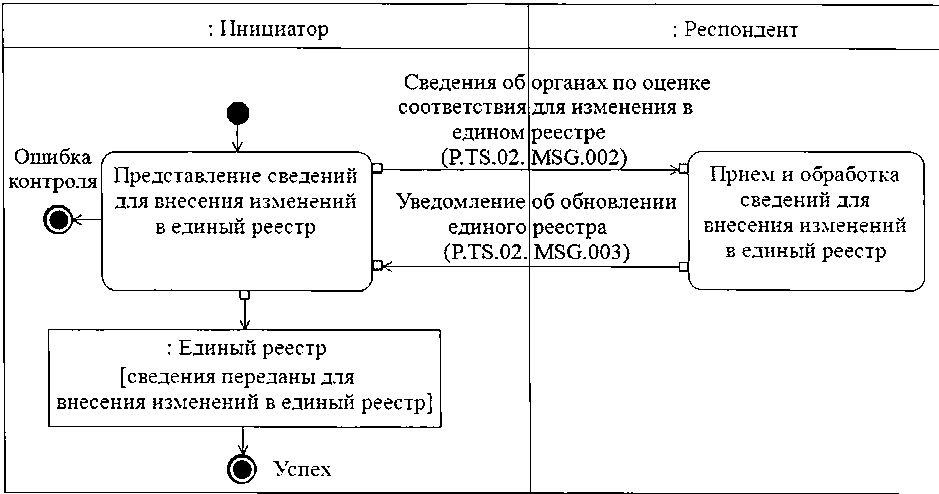 : Инициатор
: Респондент
Сведения об органах по оценке
соответствия для изменения в
едином реестре
(P.TS.02. MSG.002)
Ошибка
контроля
Представление сведений
для внесения изменений
в единый реестр
Прием и обработка
сведений для
внесения изменений
в единый реестр
Уведомление об обновлении
единого реестра
(P.TS.02. MSG.003)
: Единый реестр
[сведения переданы для
внесения изменений в единый реестр]
Успех